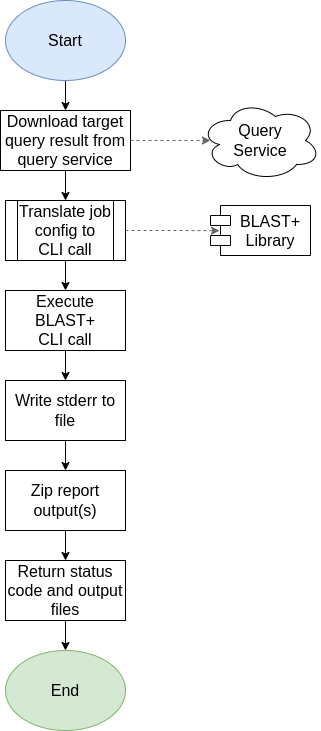 Start
Download target
query result from
query service
Query
Service
Translate job
config to
CLI call
BLAST+
Library
Execute
BLAST+
CLI call
Write stderr to
file
Zip report
output(s)
Return status
code and output
files
End